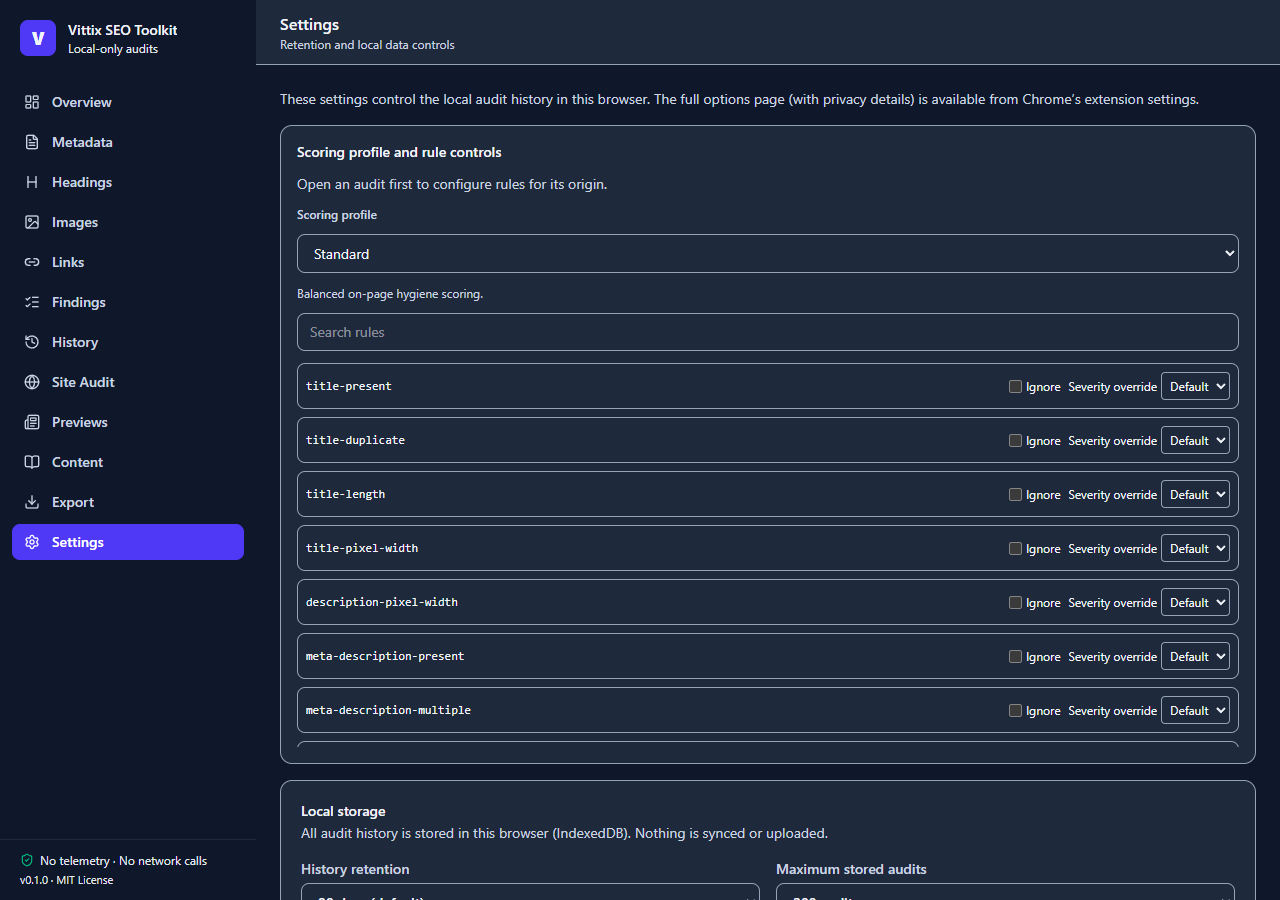 V
Vittix SEO Toolkit
Local-only audits
Overview
Metadata
Headings
Images
Links
Findings
History
Site Audit
Previews
Content
Export
Settings
No telemetry · No network calls
v0.1.0 · MIT License
Settings
Retention and local data controls
These settings control the local audit history in this browser. The full options page (with privacy details) is available from Chrome’s extension settings.
Scoring profile and rule controls
Open an audit first to configure rules for its origin.
Scoring profile
Standard
Balanced on-page hygiene scoring.
Search rules
title-present Ignore Severity override Default
title-duplicate Ignore Severity override Default
title-length Ignore Severity override Default
title-pixel-width Ignore Severity override Default
description-pixel-width Ignore Severity override Default
meta-description-present Ignore Severity override Default
meta-description-multiple Ignore Severity override Default
Local storage
All audit history is stored in this browser (IndexedDB). Nothing is synced or uploaded.
History retention Maximum stored audits